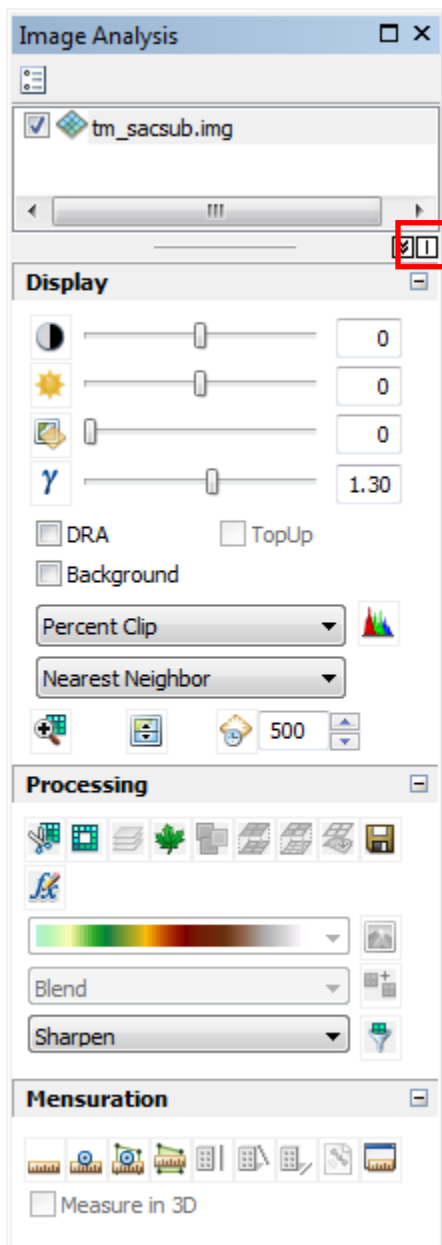 Image Analysis
tm_sacsub.img
Display
0
0
0
γ 1.30
DRA TopUp
Background
Percent Clip
Nearest Neighbor
500
Processing
fx
Blend
Sharpen
Mensuration
Measure in 3D